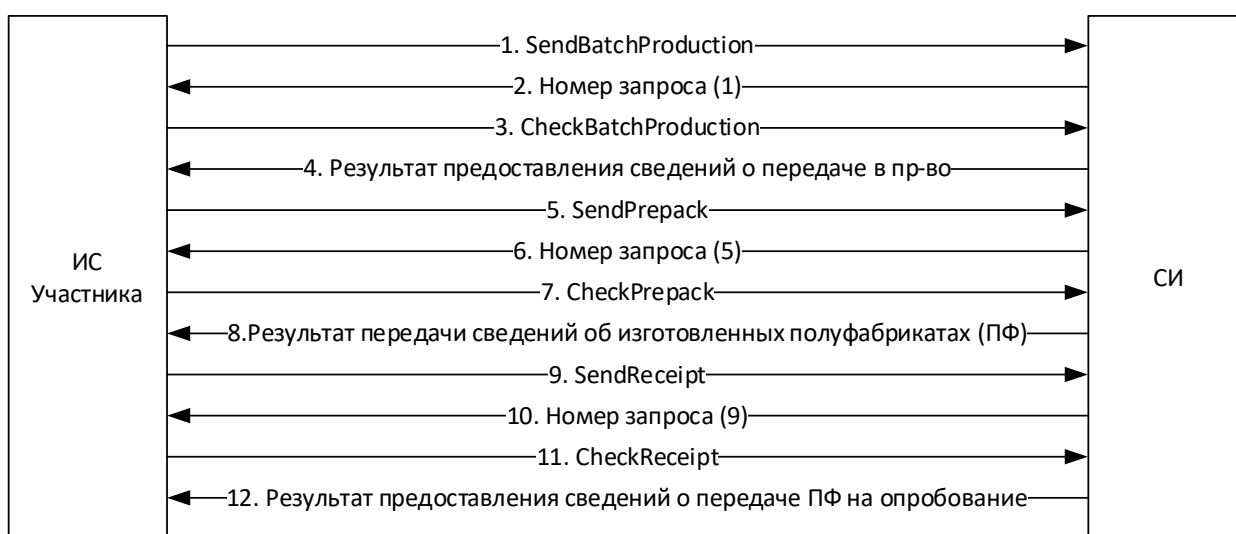 1. SendBatchProduction
2. Номер запроса (1)
3. CheckBatchProduction
4. Результат предоставления сведений о передаче в пр-во
5. SendPrepack
6. Номер запроса (5)
7. CheckPrepack
8.Результат передачи сведений об изготовленных полуфабрикатах (ПФ)
9. SendReceipt
10. Номер запроса (9)
11. CheckReceipt
12. Результат предоставления сведений о передаче ПФ на опробование
ИС
Участника
СИ